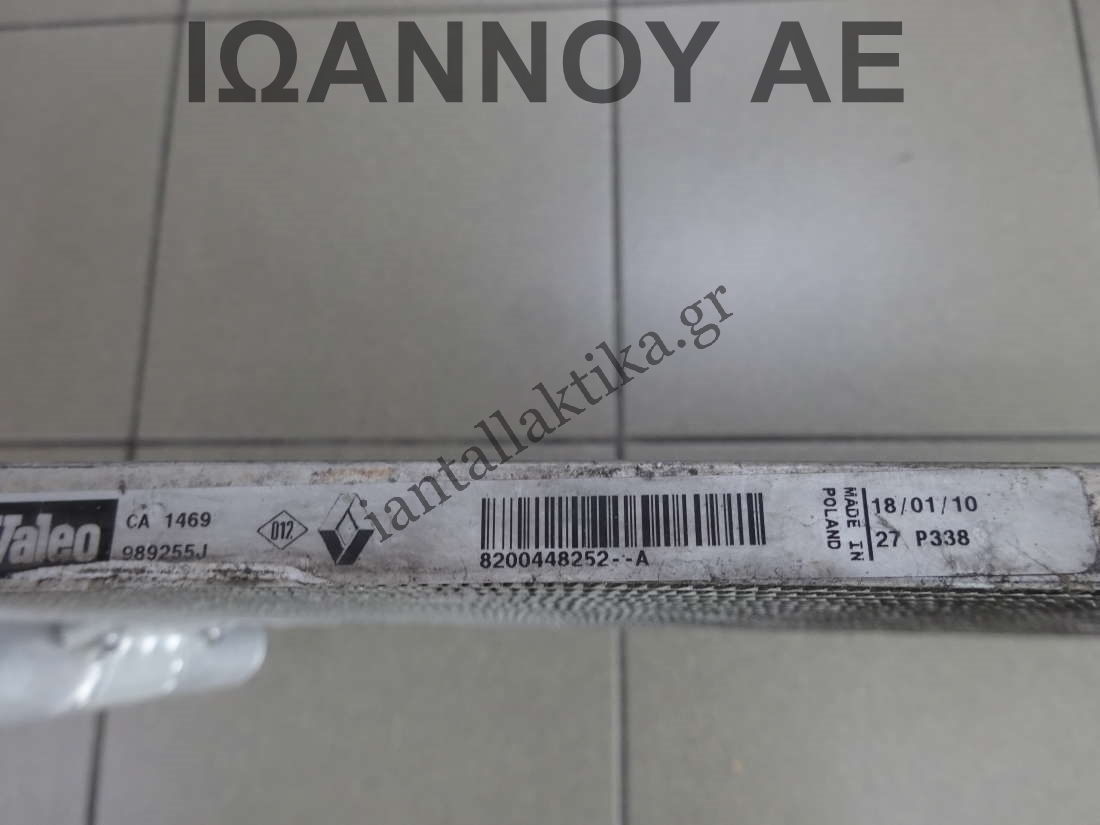 ΙΩΑΝΝΟΥ ΑΕ
iantallaktika.gr
Valeo
CA 1469
989255J
012
8200448252--A
MADE IN
POLAND
18/01/10
27 P338